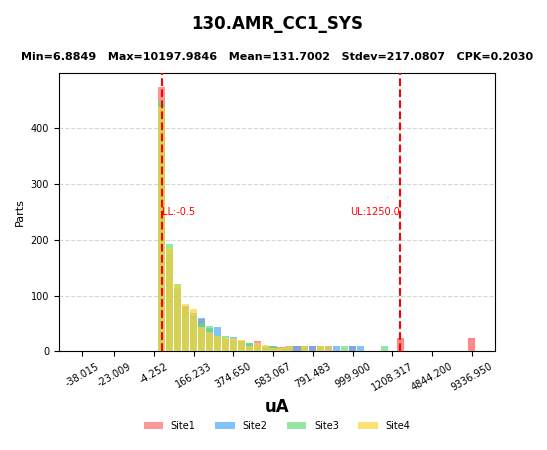 130.AMR_CC1_SYS
Min=6.8849 Max=10197.9846 Mean=131.7002 Stdev=217.0807 CPK=0.2030
400
300
200
100
0
Parts
LL:-0.5
UL:1250.0
-38.015
-23.009
-4.252
166.233
374.650
583.067
791.483
999.900
1208.317
4844.200
9336.950
uA
Site1 Site2 Site3 Site4